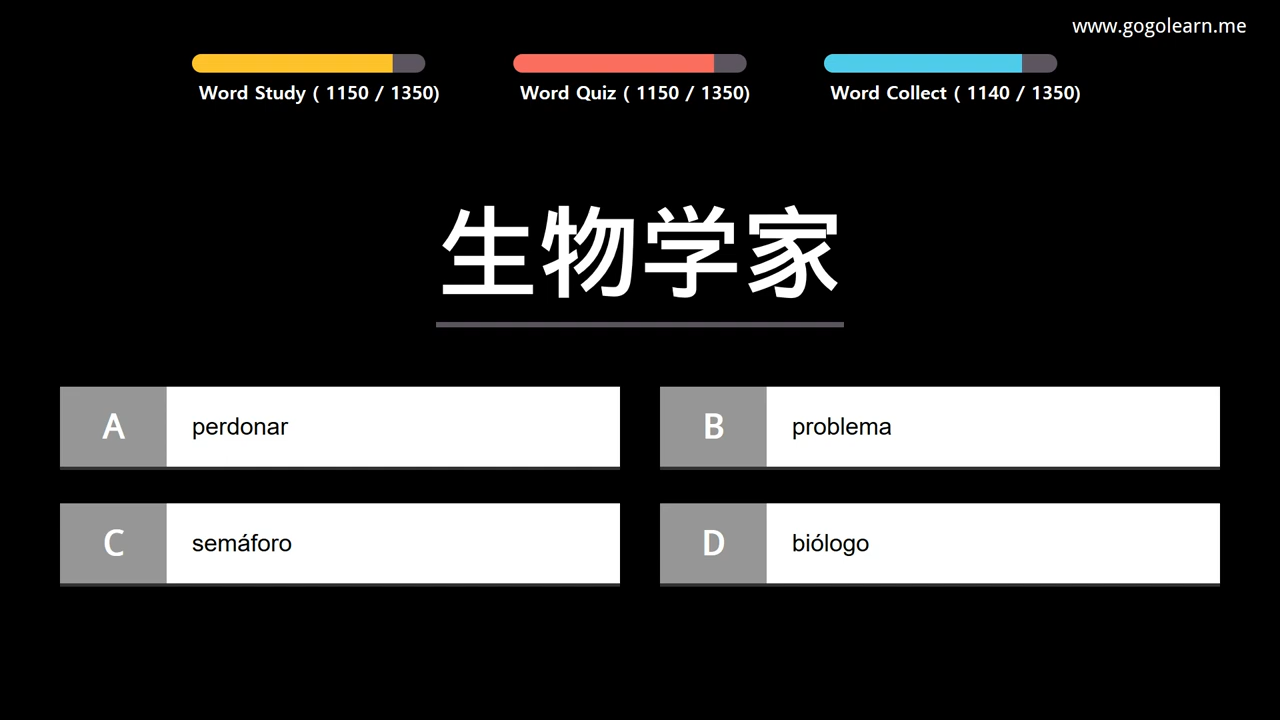 www.gogolearn.me
Word Study ( 1150 / 1350)
Word Quiz ( 1150 / 1350)
Word Collect ( 1140 / 1350)
生物学家
A perdonar
B problema
C semáforo
D biólogo